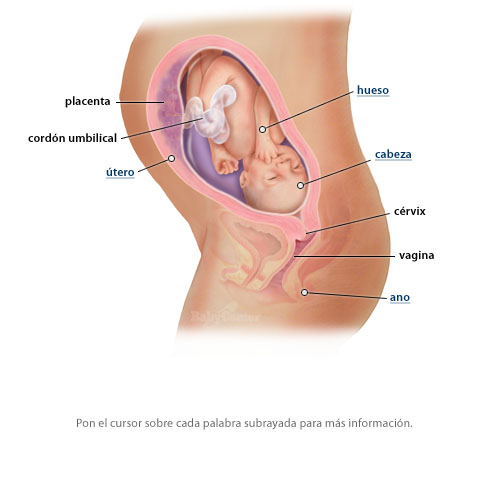 hueso
placenta
cordón umbilical
cabeza
útero
cérvix
vagina
ano
BabyCenter
Pon el cursor sobre cada palabra subrayada para más información.